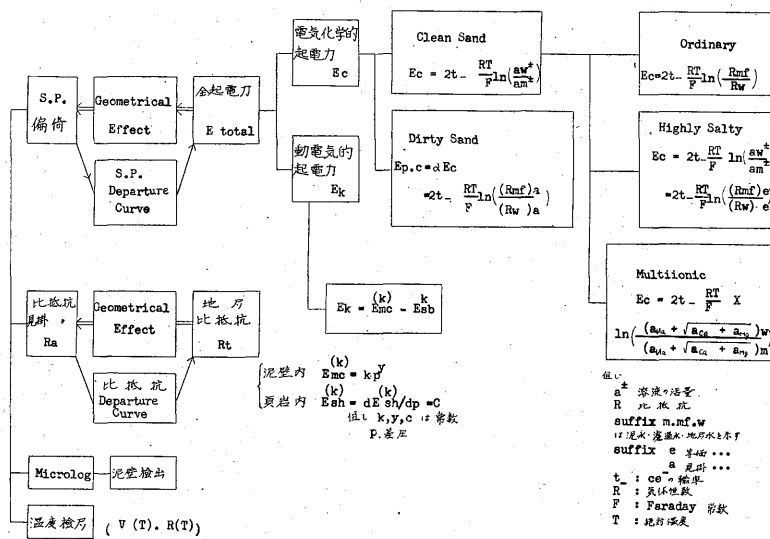 S.P.
偏倚
Geometrical
Effect
全起電力
E total
S.P.
Departure
Curve
電気化学的
起電力
Ec
動電気的
起電力
Ek
Clean Sand
Ec = 2t- RT/F ln(aw±/am±)
Dirty Sand
Ep.c = αEc
=2t- RT/F ln((Rmf)a/(Rw)a)
Ordinary
Ec=2t- RT/F ln(Rmf/Rw)
Highly Salty
Ec = 2t- RT/F ln(aw±/am±)
=2t- RT/F ln((Rmf)e/(Rw)e)
Multiionic
Ec = 2t- RT/F X
ln((aNa + √aCa + aMg)w/(aNa + √aCa + aMg)m)
Ek = Emc(k) - Esb k
比抵抗
見掛
Ra
Geometrical
Effect
地层
比抵抗
Rt
比抵抗
Departure
Curve
泥壁内 Emc(k) = kp^y
頁岩内 Esh(k) = dEsh(k)/dp =C
但し k,y,c は常数
P.差圧
Microlog
泥壁検出
温度検层 ( V (T). R(T))
但し
a± 溶液の活量
R 比抵抗
suffix m.mf.w
は泥水・濾過水・地层水を示す
suffix e 等価・・・
a 見掛・・・
t- : の輸率
R : 気体恒数
F : Faraday 常数
T : 絶対温度